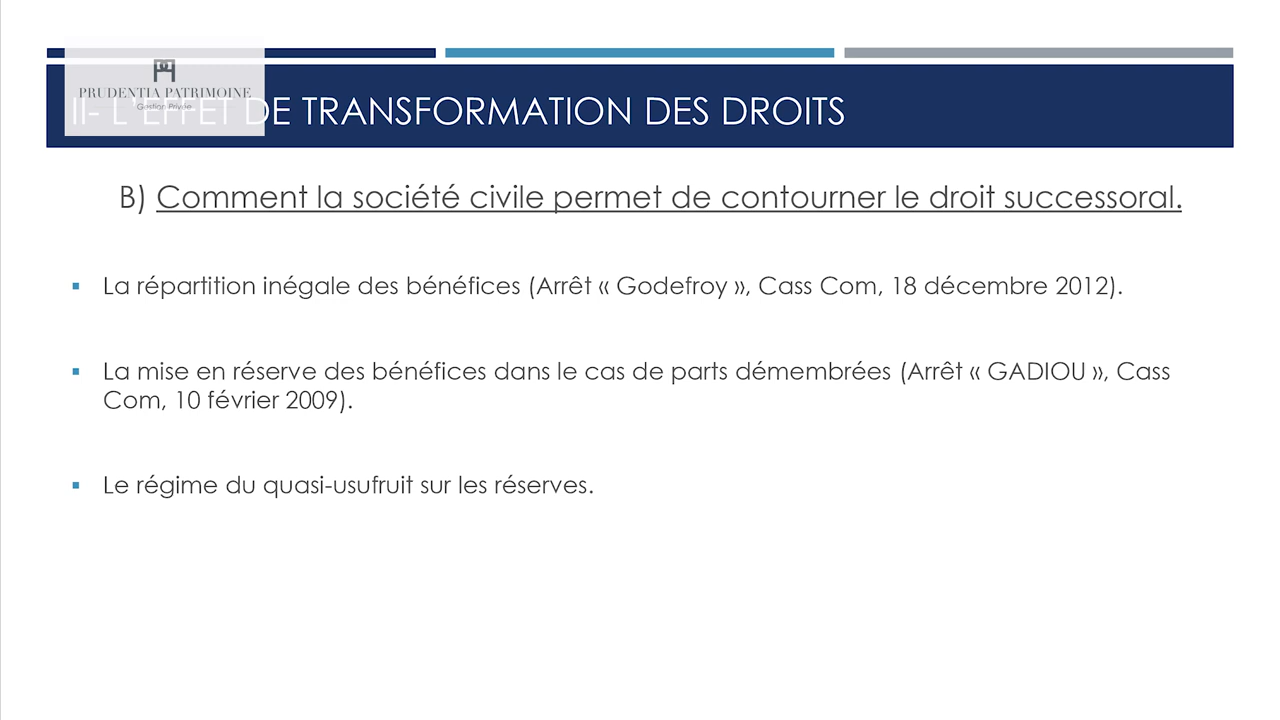 PRUDENTIA PATRIMOINE
Gestion Privée
II- L'EFFET DE TRANSFORMATION DES DROITS
B) Comment la société civile permet de contourner le droit successoral.
▪ La répartition inégale des bénéfices (Arrêt « Godefroy », Cass Com, 18 décembre 2012).
▪ La mise en réserve des bénéfices dans le cas de parts démembrées (Arrêt « GADIOU », Cass
Com, 10 février 2009).
▪ Le régime du quasi-usufruit sur les réserves.